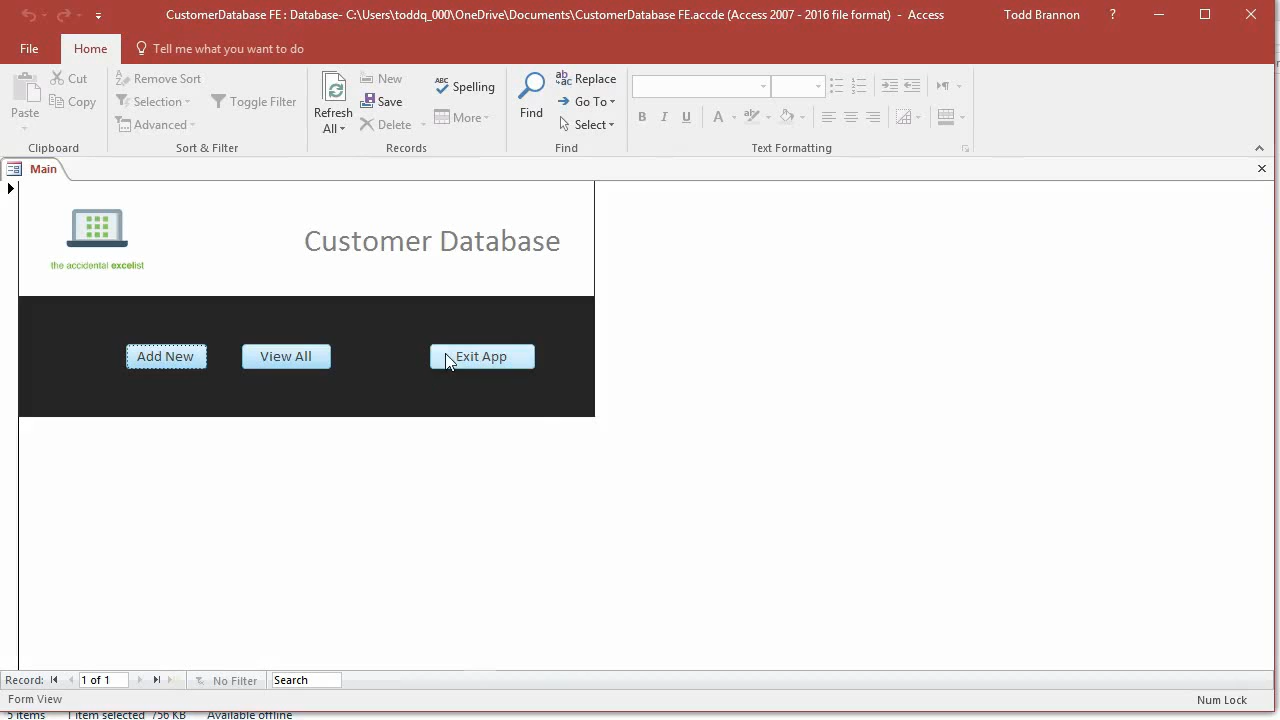 CustomerDatabase FE : Database- C:\Users\toddq_000\OneDrive\Documents\CustomerDatabase FE.accde (Access 2007 - 2016 file format) - Access
Todd Brannon
?
File
Home
Tell me what you want to do
Paste
Cut
Copy
Clipboard
Remove Sort
Selection
Advanced
Toggle Filter
Sort & Filter
Refresh
All
New
Save
Delete
ABC
Spelling
More
Records
Find
ab
ac
Replace
Go To
Select
Find
B
I
U
A
Text Formatting
Main
the accidental excelist
Customer Database
Add New
View All
Exit App
Record:
1 of 1
No Filter
Search
Form View
Num Lock
5 items
1 item selected 756 KB
Available offline